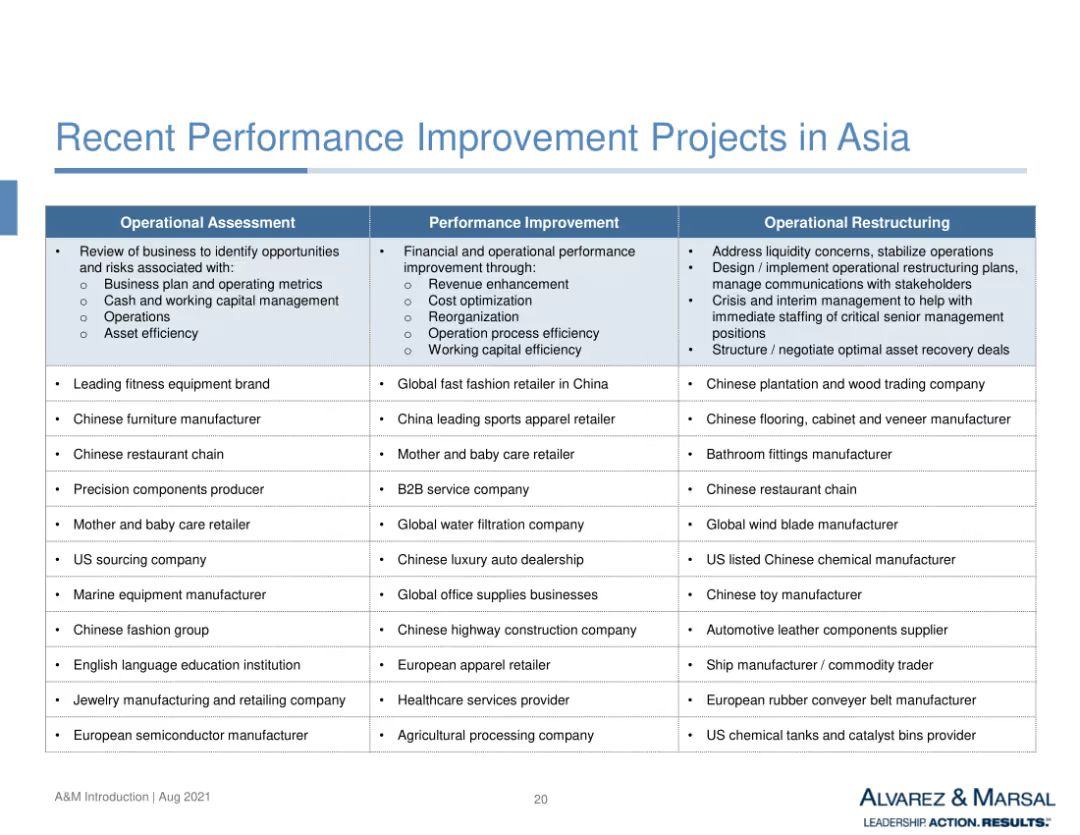 Recent Performance Improvement Projects in Asia
Operational Assessment
Performance Improvement
Operational Restructuring
• Review of business to identify opportunities
and risks associated with:
o Business plan and operating metrics
o Cash and working capital management
o Operations
o Asset efficiency
• Financial and operational performance
improvement through:
o Revenue enhancement
o Cost optimization
o Reorganization
o Operation process efficiency
o Working capital efficiency
• Address liquidity concerns, stabilize operations
• Design / implement operational restructuring plans,
manage communications with stakeholders
• Crisis and interim management to help with
immediate staffing of critical senior management
positions
• Structure / negotiate optimal asset recovery deals
• Leading fitness equipment brand
• Global fast fashion retailer in China
• Chinese plantation and wood trading company
• Chinese furniture manufacturer
• China leading sports apparel retailer
• Chinese flooring, cabinet and veneer manufacturer
• Chinese restaurant chain
• Mother and baby care retailer
• Bathroom fittings manufacturer
• Precision components producer
• B2B service company
• Chinese restaurant chain
• Mother and baby care retailer
• Global water filtration company
• Global wind blade manufacturer
• US sourcing company
• Chinese luxury auto dealership
• US listed Chinese chemical manufacturer
• Marine equipment manufacturer
• Global office supplies businesses
• Chinese toy manufacturer
• Chinese fashion group
• Chinese highway construction company
• Automotive leather components supplier
• English language education institution
• European apparel retailer
• Ship manufacturer / commodity trader
• Jewelry manufacturing and retailing company
• Healthcare services provider
• European rubber conveyer belt manufacturer
• European semiconductor manufacturer
• Agricultural processing company
• US chemical tanks and catalyst bins provider
A&M Introduction | Aug 2021
20
ALVAREZ & MARSAL
LEADERSHIP. ACTION. RESULTS.